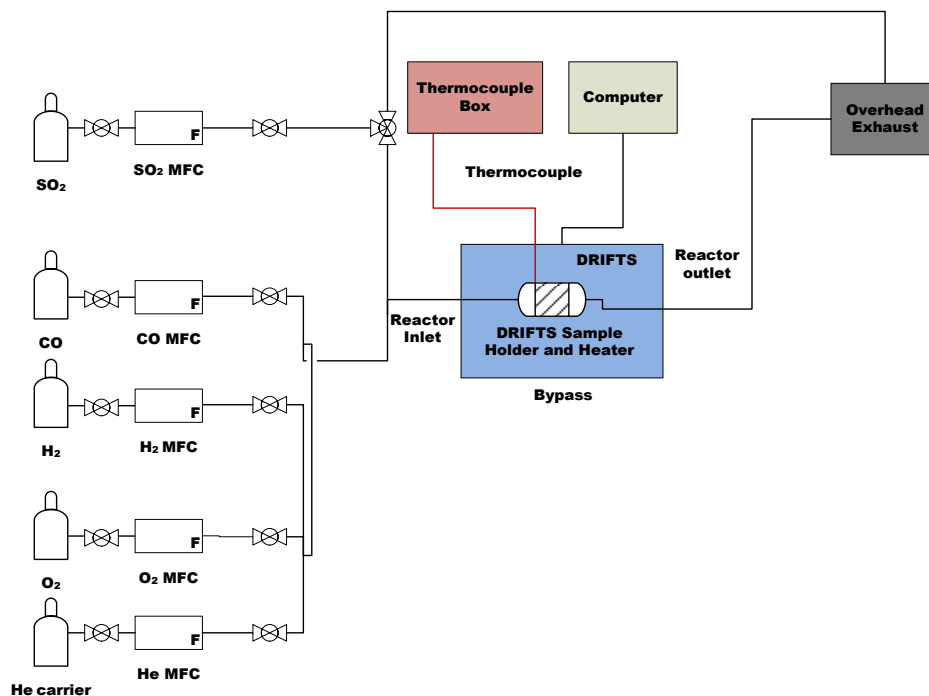 Thermocouple
Box
Computer
Overhead
Exhaust
F
SO₂ MFC
SO₂
Thermocouple
DRIFTS
Reactor
outlet
F
CO MFC
CO
Reactor
Inlet
DRIFTS Sample
Holder and Heater
Bypass
F
H₂ MFC
H₂
F
O₂ MFC
O₂
F
He MFC
He carrier